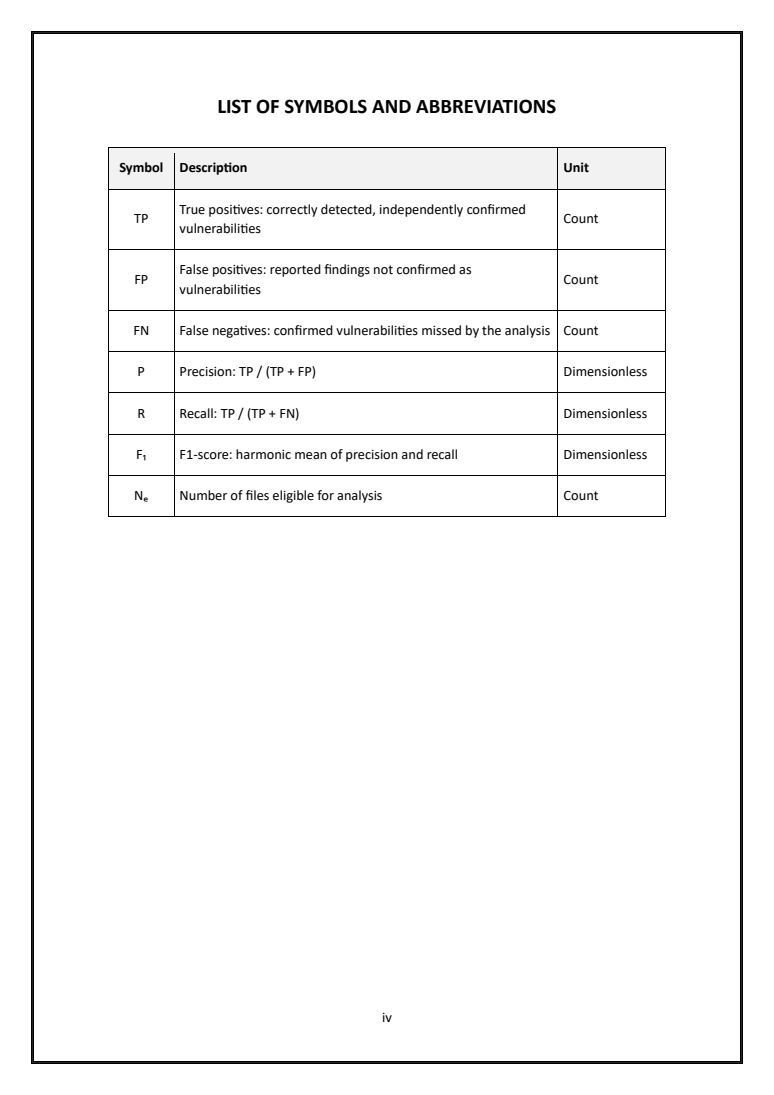 LIST OF SYMBOLS AND ABBREVIATIONS
Symbol Description Unit
TP True positives: correctly detected, independently confirmed vulnerabilities Count
FP False positives: reported findings not confirmed as vulnerabilities Count
FN False negatives: confirmed vulnerabilities missed by the analysis Count
P Precision: TP / (TP + FP) Dimensionless
R Recall: TP / (TP + FN) Dimensionless
F₁ F1-score: harmonic mean of precision and recall Dimensionless
Nₑ Number of files eligible for analysis Count
iv